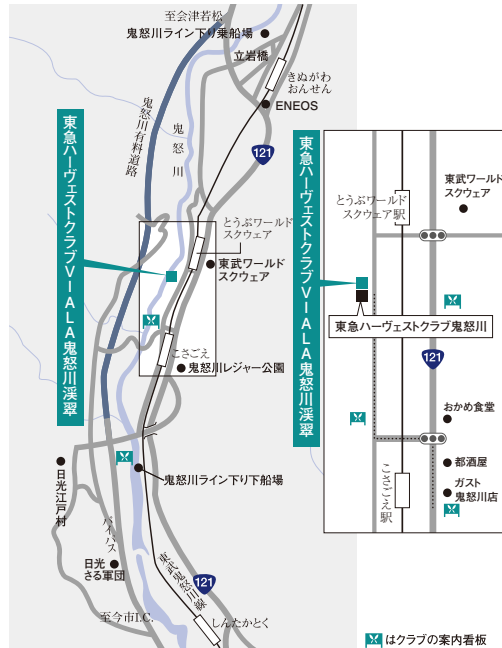 至会津若松
鬼怒川ライン下り乗船場
立岩橋
きぬがわ
おんせん
ENEOS
鬼怒川有料道路
鬼怒川
121
東急ハーヴェストクラブVIALA鬼怒川渓翠
とうぶワールド
スクウェア
東武ワールド
スクウェア
こさごえ
鬼怒川レジャー公園
鬼怒川ライン下り下船場
日光江戸村
バイパス
日光
さる軍団
東武鬼怒川線
121
至今市I.C.
しんたかとく
東急ハーヴェストクラブVIALA鬼怒川渓翠
東武ワールド
スクウェア
とうぶワールド
スクウェア駅
東急ハーヴェストクラブ鬼怒川
121
おかめ食堂
都酒屋
ガスト
鬼怒川店
こさごえ駅
はクラブの案内看板